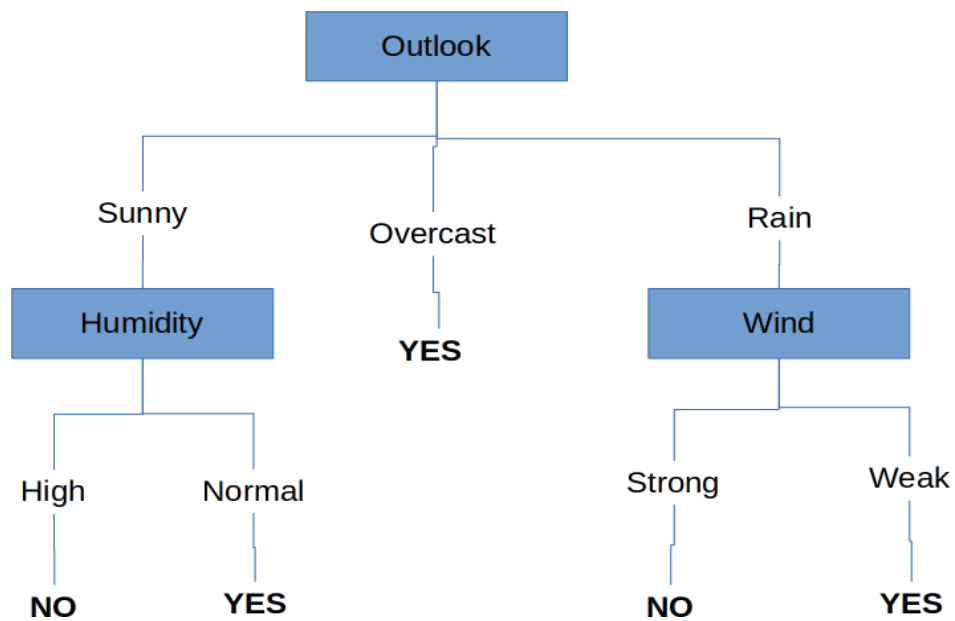 Outlook
Sunny
Overcast
Rain
Humidity
YES
Wind
High
Normal
Strong
Weak
NO
YES
NO
YES